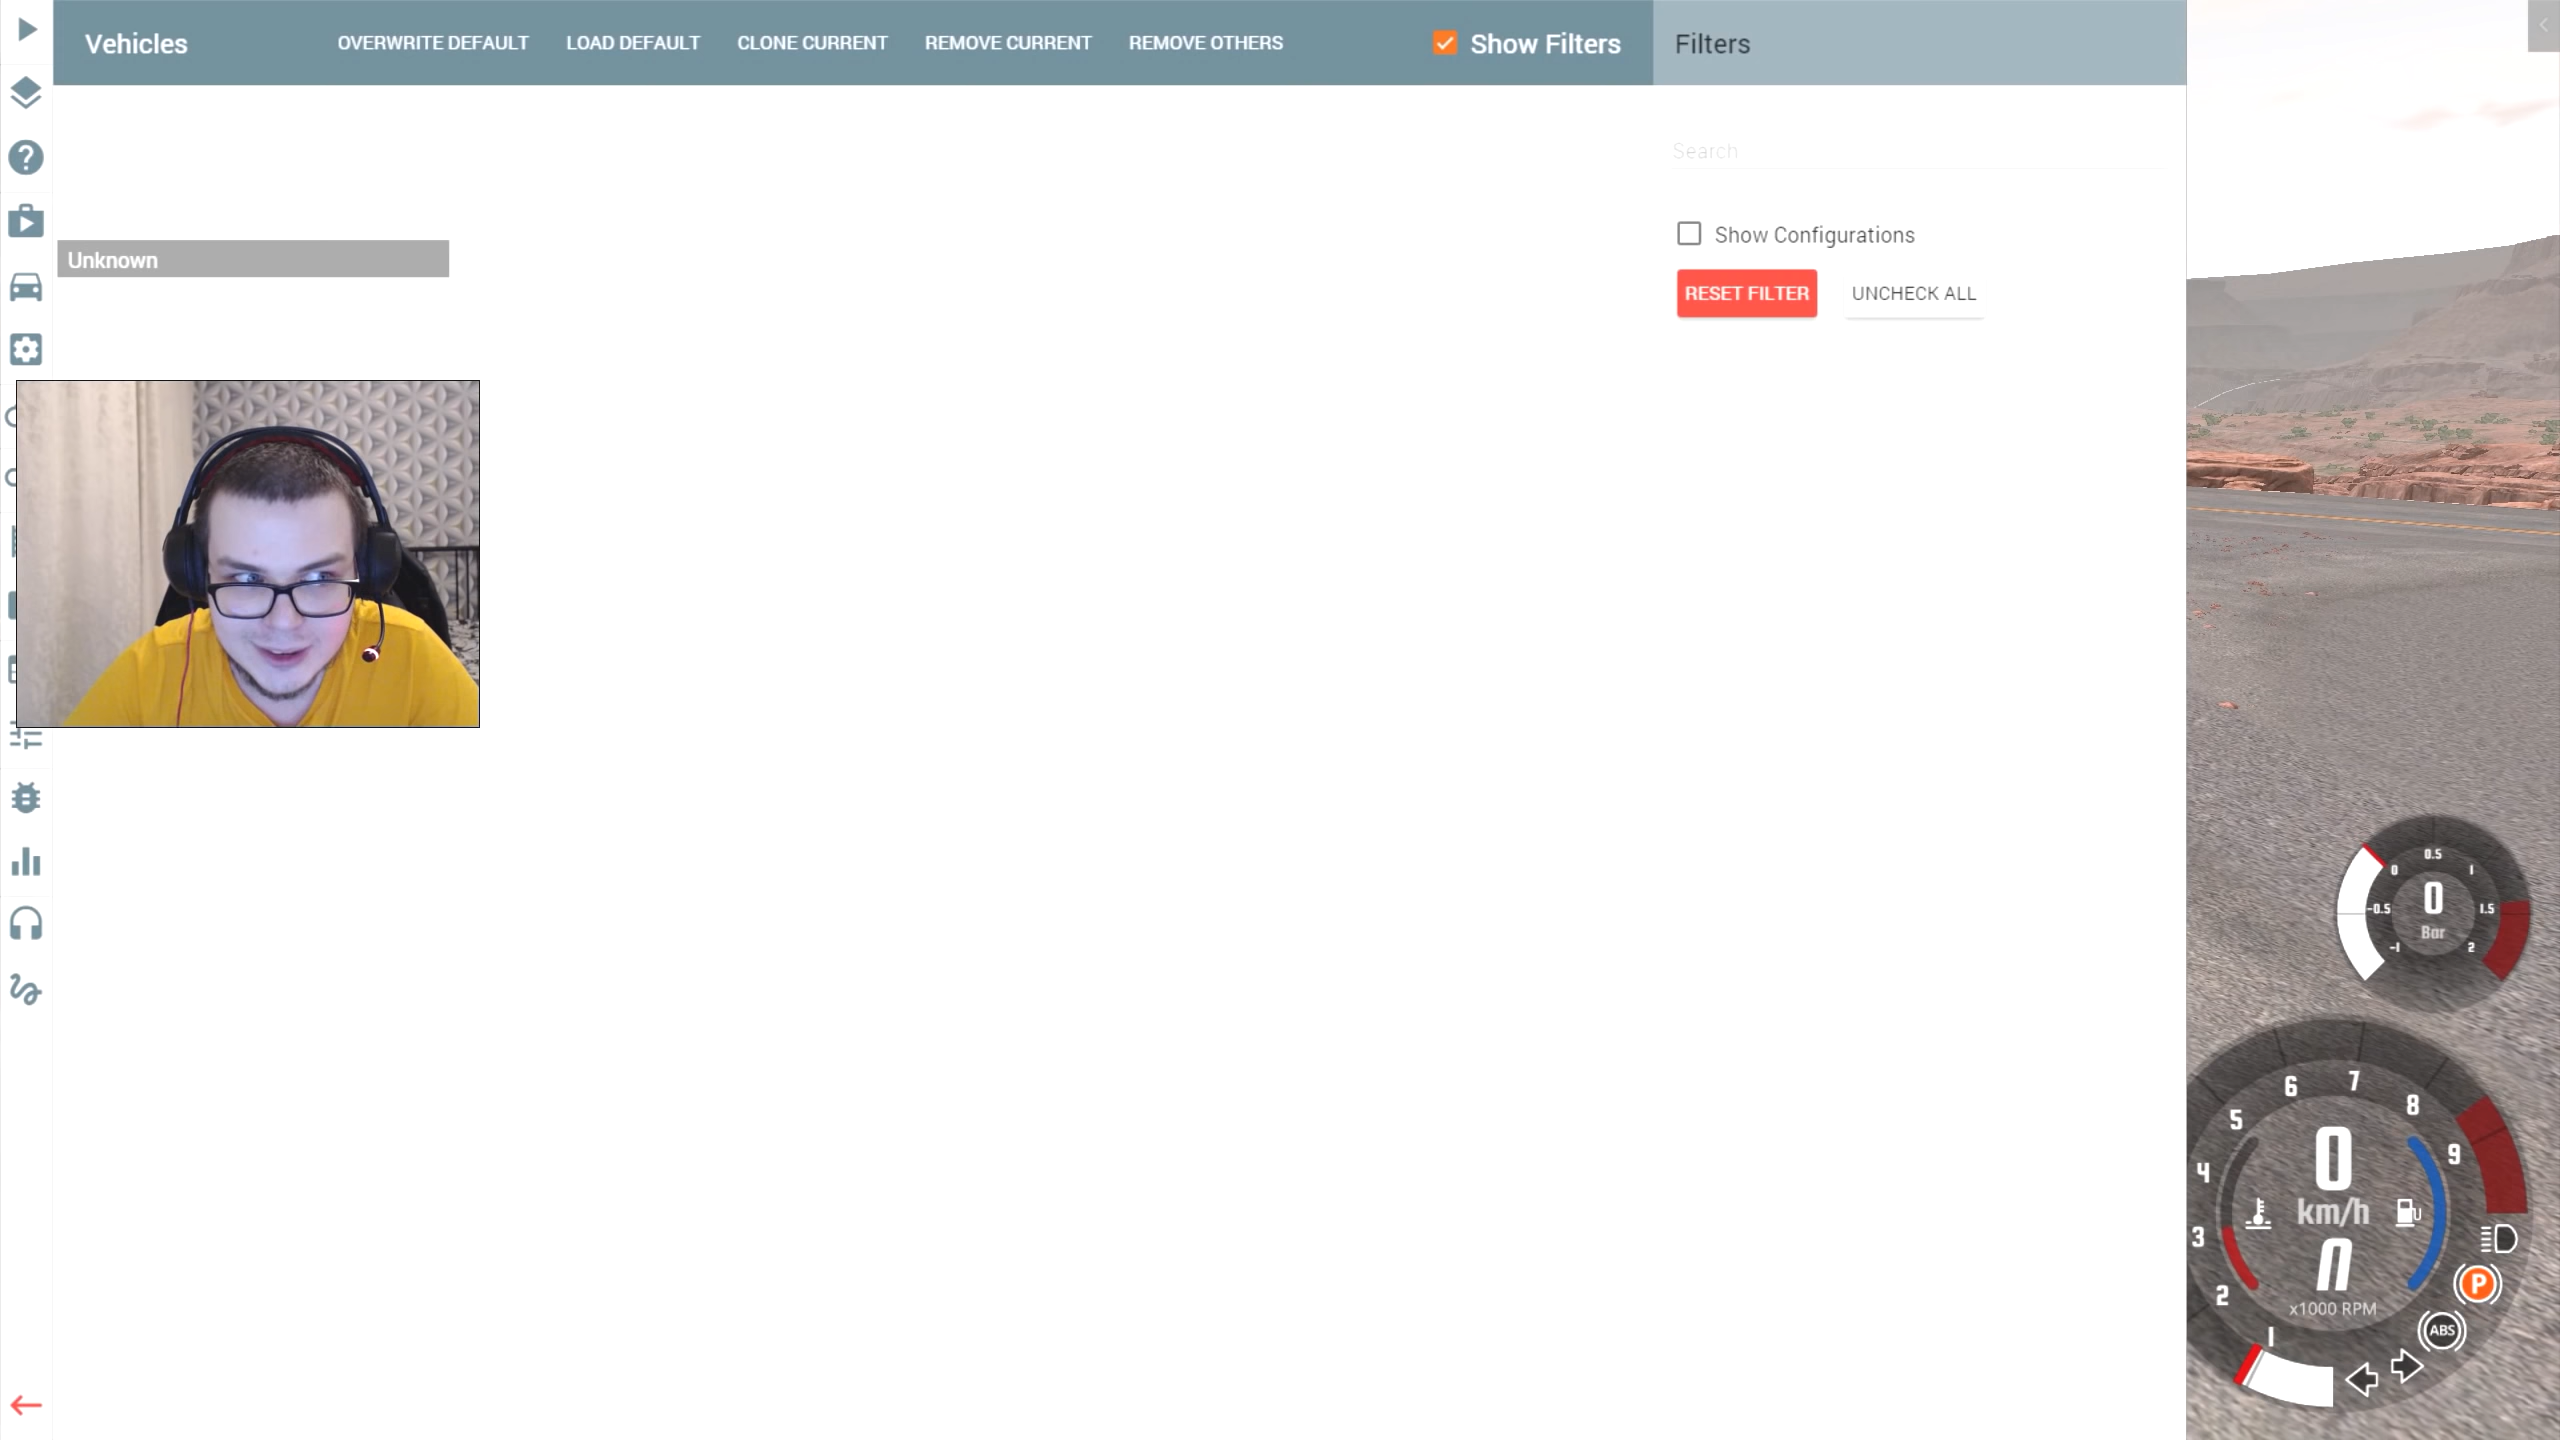 Vehicles
OVERWRITE DEFAULT
LOAD DEFAULT
CLONE CURRENT
REMOVE CURRENT
REMOVE OTHERS
Show Filters
Filters
Search
Unknown
Show Configurations
RESET FILTER
UNCHECK ALL
0.5
0
1
-0.5
0
1.5
Bar
-1
2
7
6
8
5
0
9
4
km/h
3
n
P
2
x1000 RPM
ABS
1